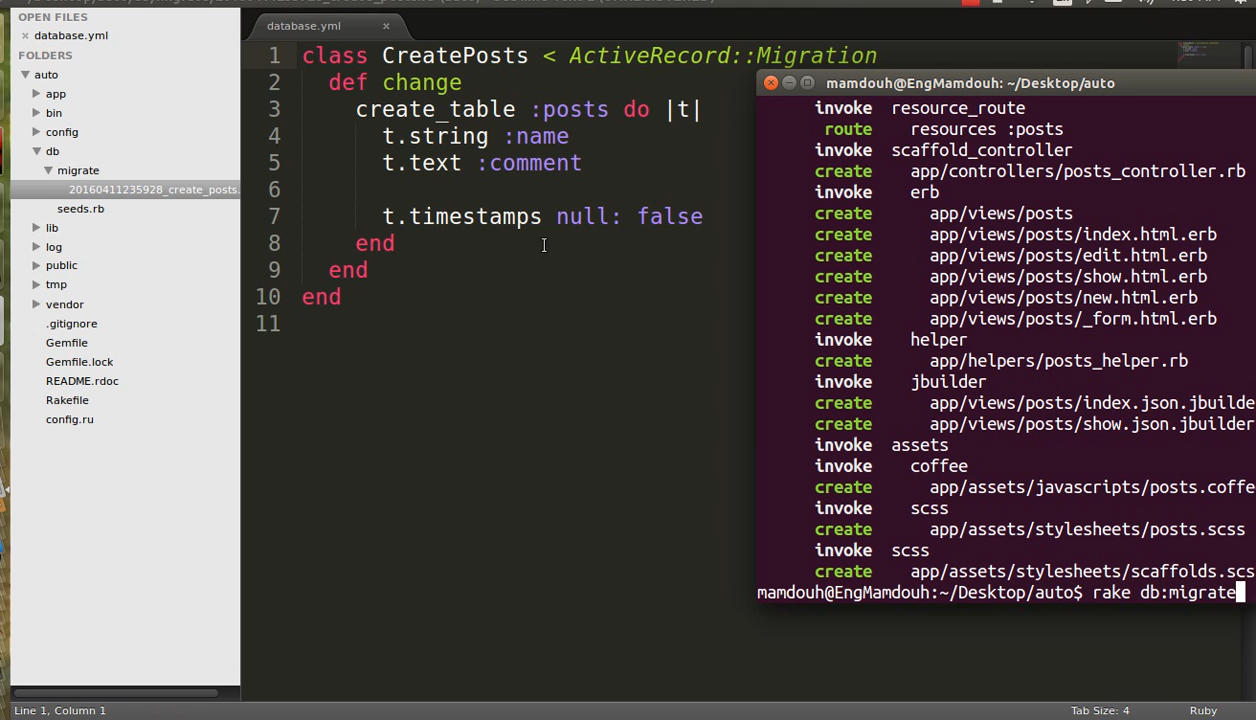 OPEN FILES
database.yml
FOLDERS
auto
app
bin
config
db
migrate
20160411235928_create_posts.
seeds.rb
lib
log
public
tmp
vendor
.gitignore
Gemfile
Gemfile.lock
README.rdoc
Rakefile
config.ru
database.yml
1 class CreatePosts < ActiveRecord::Migration
2 def change
3 create_table :posts do |t|
4 t.string :name
5 t.text :comment
6
7 t.timestamps null: false
8 end
9 end
10 end
11
mamdouh@EngMamdouh: ~/Desktop/auto
invoke resource_route
route resources :posts
invoke scaffold_controller
create app/controllers/posts_controller.rb
invoke erb
create app/views/posts
create app/views/posts/index.html.erb
create app/views/posts/edit.html.erb
create app/views/posts/show.html.erb
create app/views/posts/new.html.erb
create app/views/posts/_form.html.erb
invoke helper
create app/helpers/posts_helper.rb
invoke jbuilder
create app/views/posts/index.json.jbuilde
create app/views/posts/show.json.jbuilder
invoke assets
invoke coffee
create app/assets/javascripts/posts.coffe
invoke scss
create app/assets/stylesheets/posts.scss
invoke scss
create app/assets/stylesheets/scaffolds.scs
mamdouh@EngMamdouh:~/Desktop/auto$ rake db:migrate
Line 1, Column 1
Tab Size: 4
Ruby